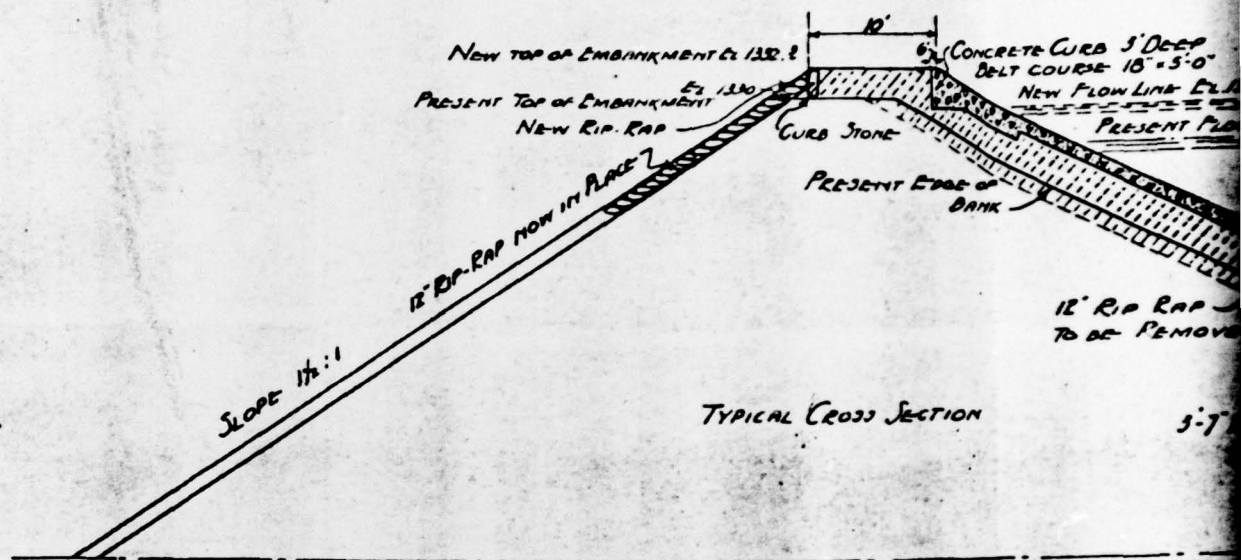 10'
NEW TOP OF EMBANKMENT EL 1332.2
6"
CONCRETE CURB 3' DEEP
BELT COURSE 18" × 5'-0"
NEW FLOW LINE EL.
EL 1330
PRESENT TOP OF EMBANKMENT
NEW RIP-RAP
CURB STONE
PRESENT
PRESENT EDGE OF
BANK
12" RIP-RAP NOW IN PLACE
12" RIP RAP
TO BE
SLOPE 1½:1
TYPICAL CROSS SECTION